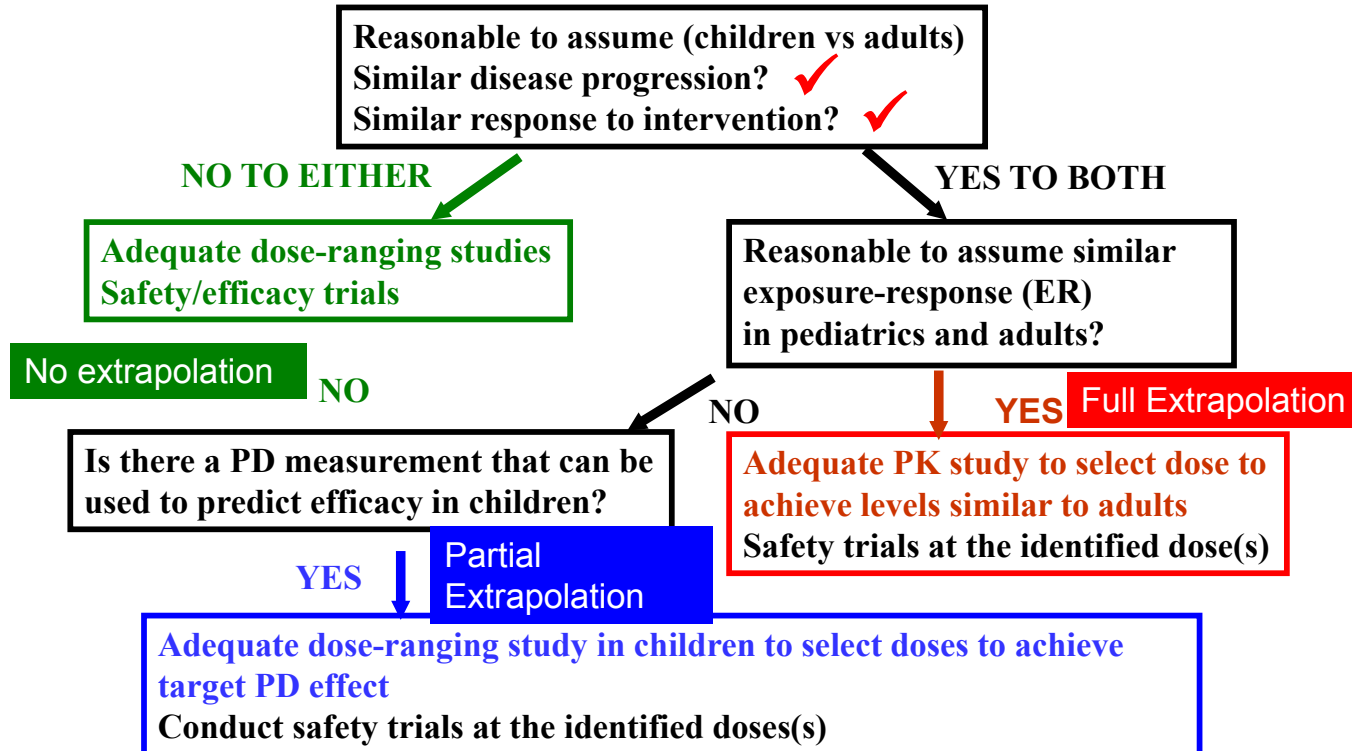 Reasonable to assume (children vs adults)
Similar disease progression?
Similar response to intervention?
NO TO EITHER
YES TO BOTH
Adequate dose-ranging studies
Safety/efficacy trials
Reasonable to assume similar
exposure-response (ER)
in pediatrics and adults?
No extrapolation
NO
NO
YES
Full Extrapolation
Is there a PD measurement that can be
used to predict efficacy in children?
Adequate PK study to select dose to
achieve levels similar to adults
Safety trials at the identified dose(s)
YES
Partial
Extrapolation
Adequate dose-ranging study in children to select doses to achieve
target PD effect
Conduct safety trials at the identified doses(s)